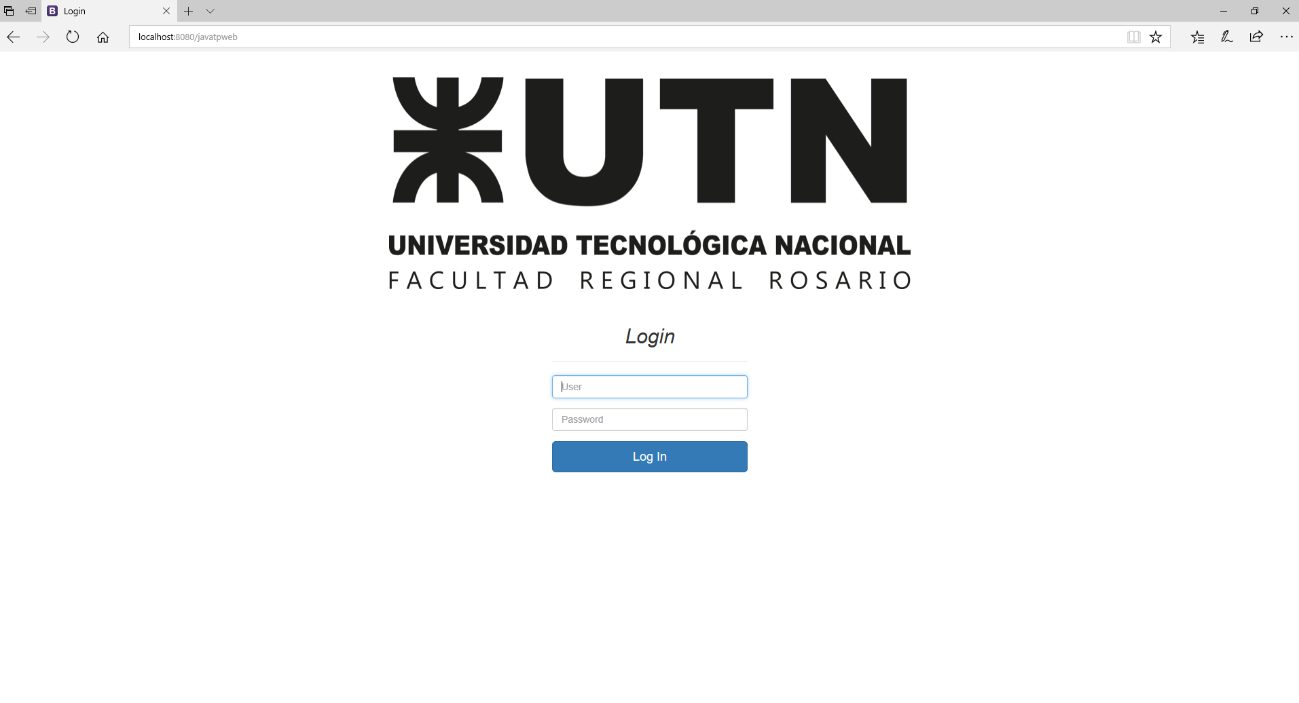 Login
localhost:8080/javatpweb
UTN
UNIVERSIDAD TECNOLÓGICA NACIONAL
FACULTAD REGIONAL ROSARIO
Login
User
Password
Log In